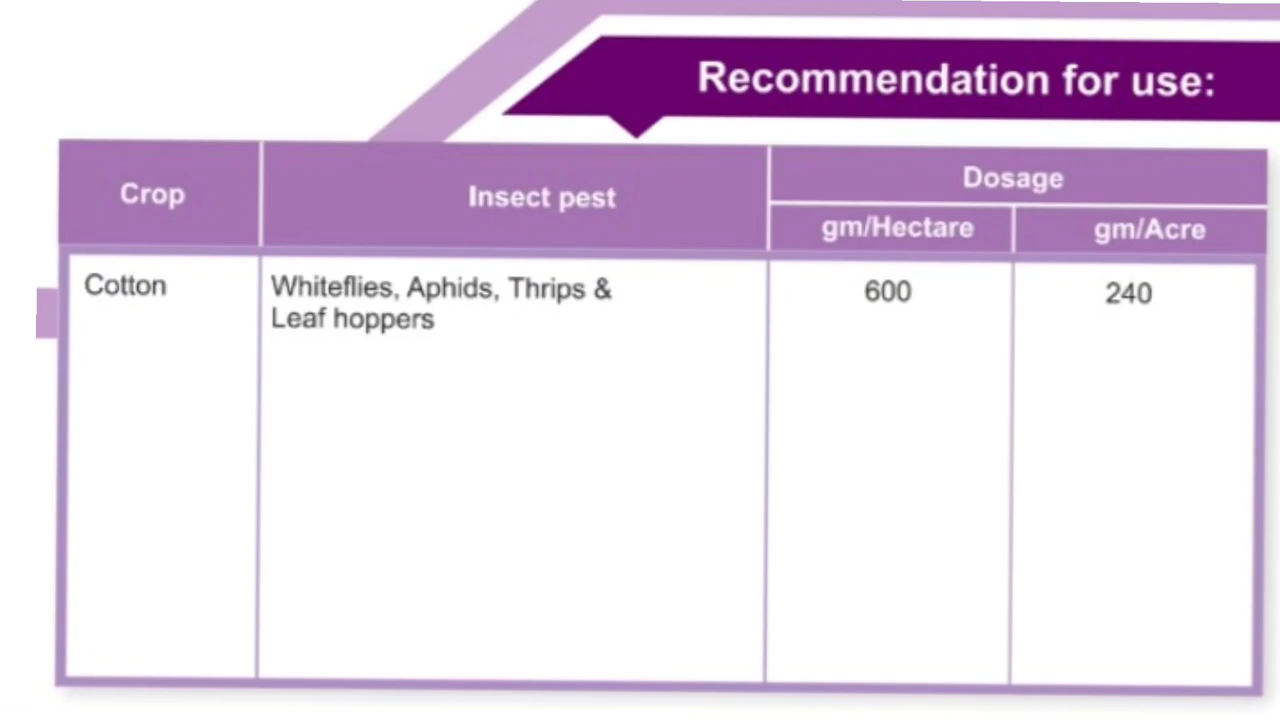 Recommendation for use:
Crop
Insect pest
Dosage
gm/Hectare
gm/Acre
Cotton
Whiteflies, Aphids, Thrips &
Leaf hoppers
600
240